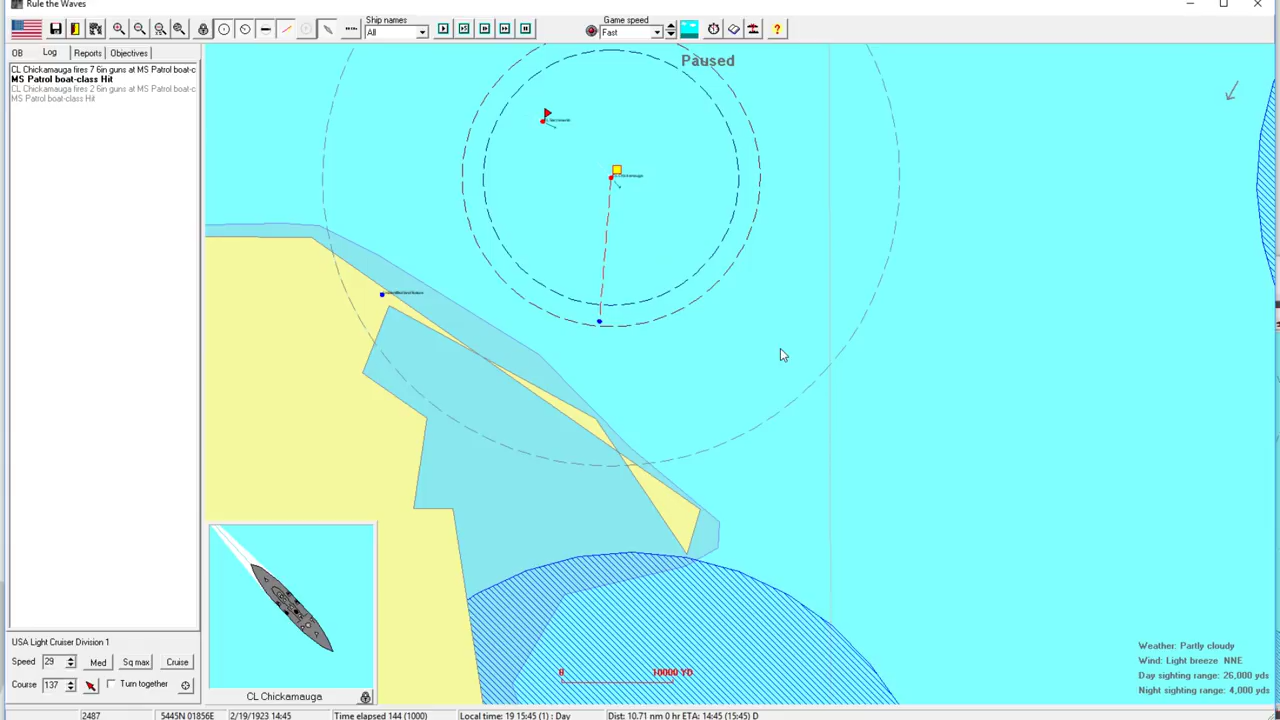 Rule the Waves
Ship names
All
Game speed
Fast
OB
Log
Reports
Objectives
Paused
CL Chickamauga fires 7 6in guns at MS Patrol boat-c
MS Patrol boat-class Hit
CL Chickamauga fires 2 6in guns at MS Patrol boat-c
MS Patrol boat-class Hit
CL Chickamauga
USA Light Cruiser Division 1
Speed 29 Med Sq max Cruise
Course 137 Turn together
CL Chickamauga
0 10000 YD
Weather: Partly cloudy
Wind: Light breeze NNE
Day sighting range: 26,000 yds
Night sighting range: 4,000 yds
2487 5445N 01856E 2/19/1923 14:45 Time elapsed 144 (1000) Local time: 19 15:45 (1) : Day Dist: 10.71 nm 0 hr ETA: 14:45 (15:45) D